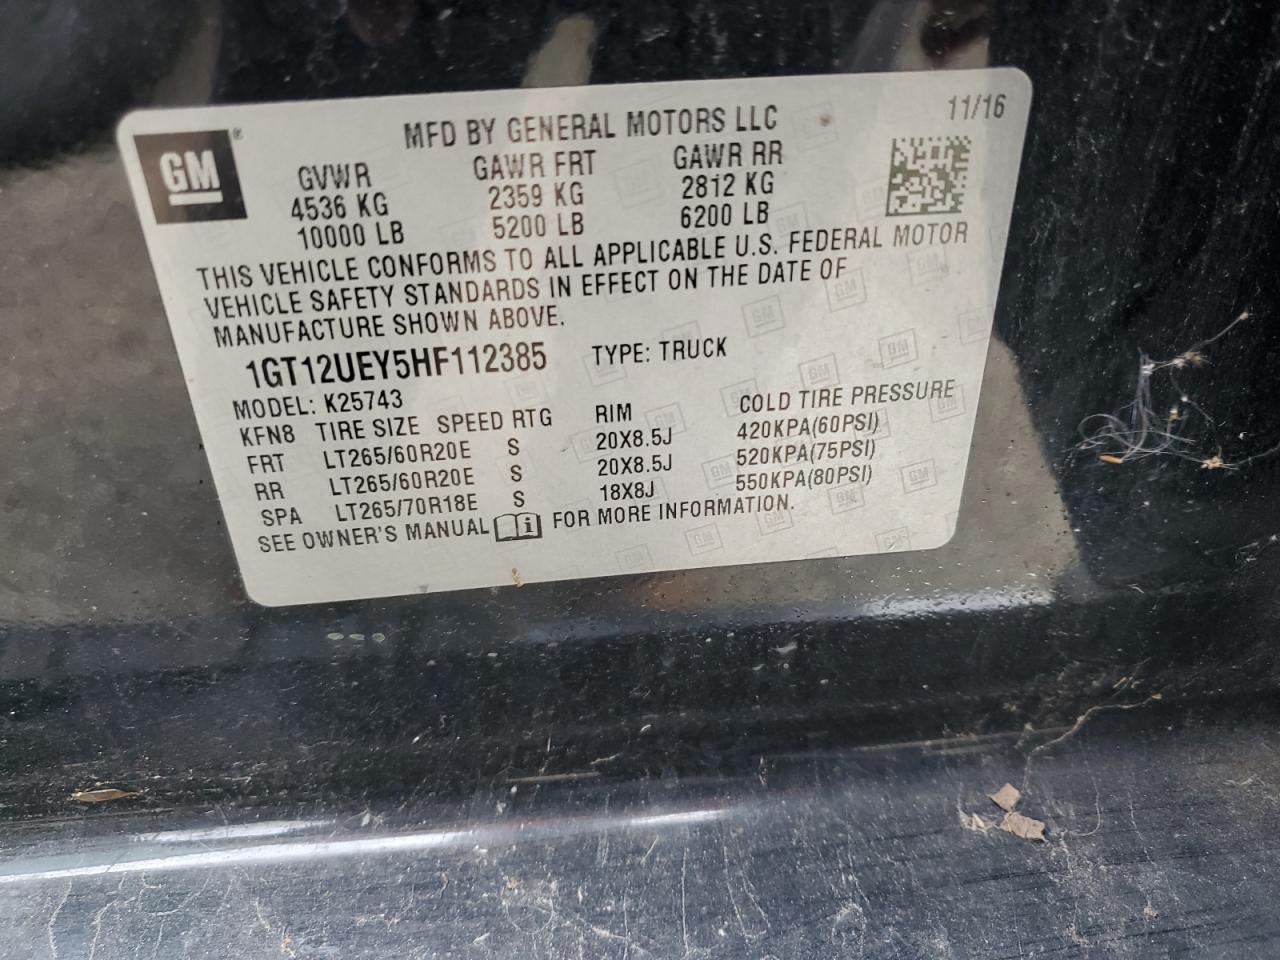 MFD BY GENERAL MOTORS LLC 11/16
GM®
GVWR GAWR FRT GAWR RR
4536 KG 2359 KG 2812 KG
10000 LB 5200 LB 6200 LB
THIS VEHICLE CONFORMS TO ALL APPLICABLE U.S. FEDERAL MOTOR
VEHICLE SAFETY STANDARDS IN EFFECT ON THE DATE OF
MANUFACTURE SHOWN ABOVE.
1GT12UEY5HF112385 TYPE: TRUCK
MODEL: K25743
KFN8 TIRE SIZE SPEED RTG RIM COLD TIRE PRESSURE
FRT LT265/60R20E S 20X8.5J 420KPA(60PSI)
RR LT265/60R20E S 20X8.5J 520KPA(75PSI)
SPA LT265/70R18E S 18X8J 550KPA(80PSI)
SEE OWNER'S MANUAL i FOR MORE INFORMATION.